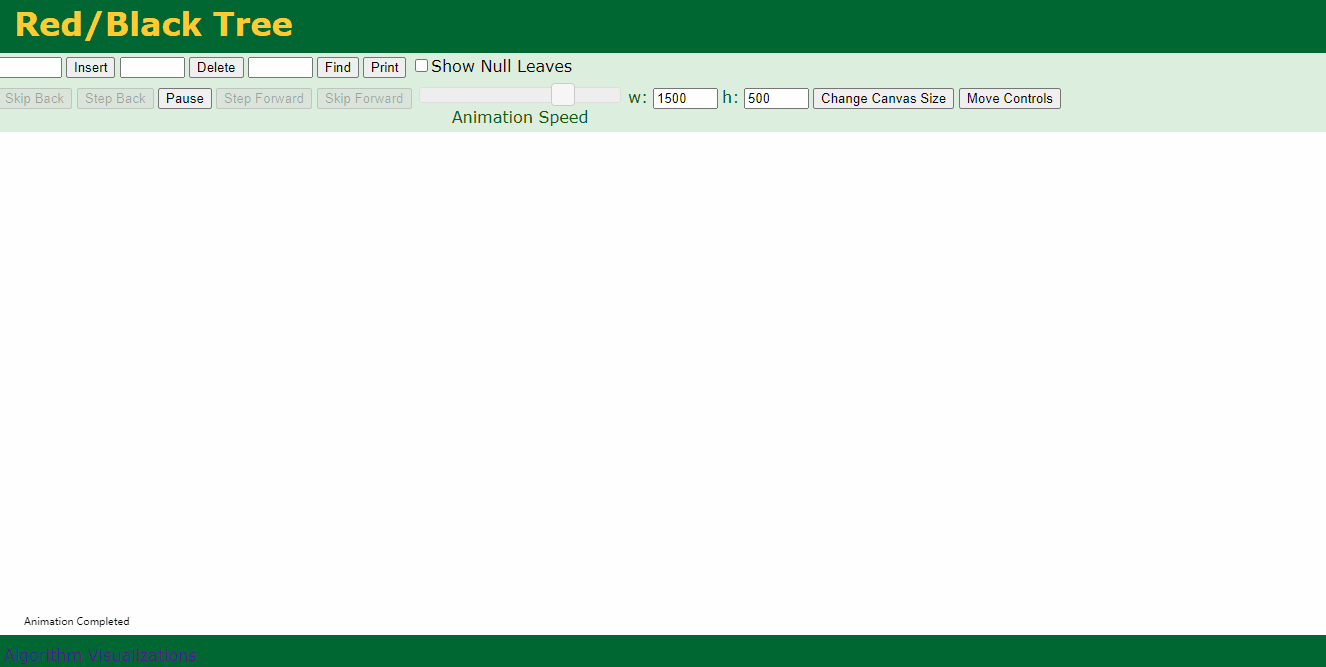 Red/Black Tree
Insert Delete Find Print Show Null Leaves
Skip Back Step Back Pause Step Forward Skip Forward w: 1500 h: 500 Change Canvas Size Move Controls
Animation Speed
Animation Completed
Algorithm Visualizations